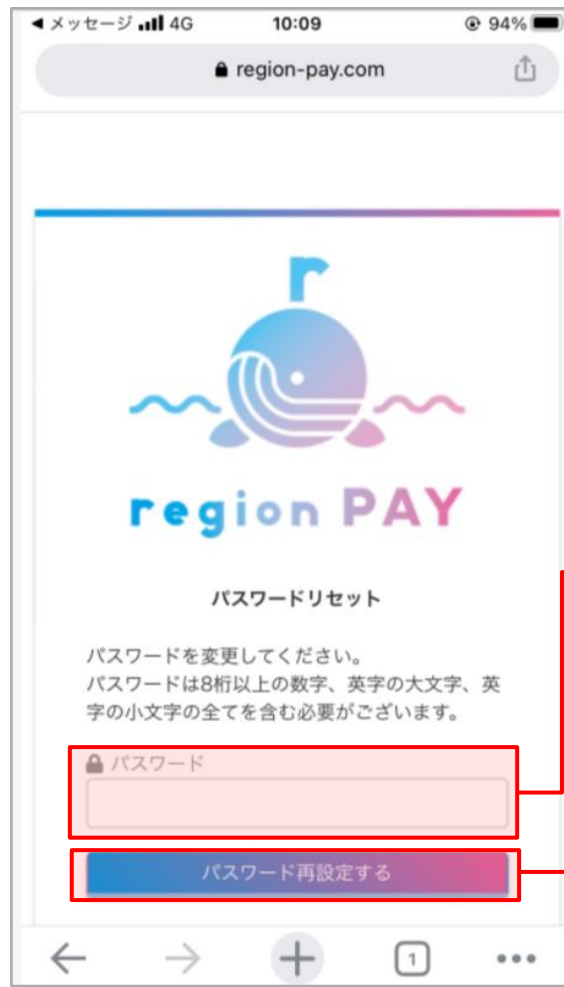 ◀ メッセージ 4G 10:09 94%
region-pay.com
r
region PAY
パスワードリセット
パスワードを変更してください。
パスワードは8桁以上の数字、英字の大文字、英
字の小文字の全てを含む必要がございます。
パスワード
パスワード再設定する
1